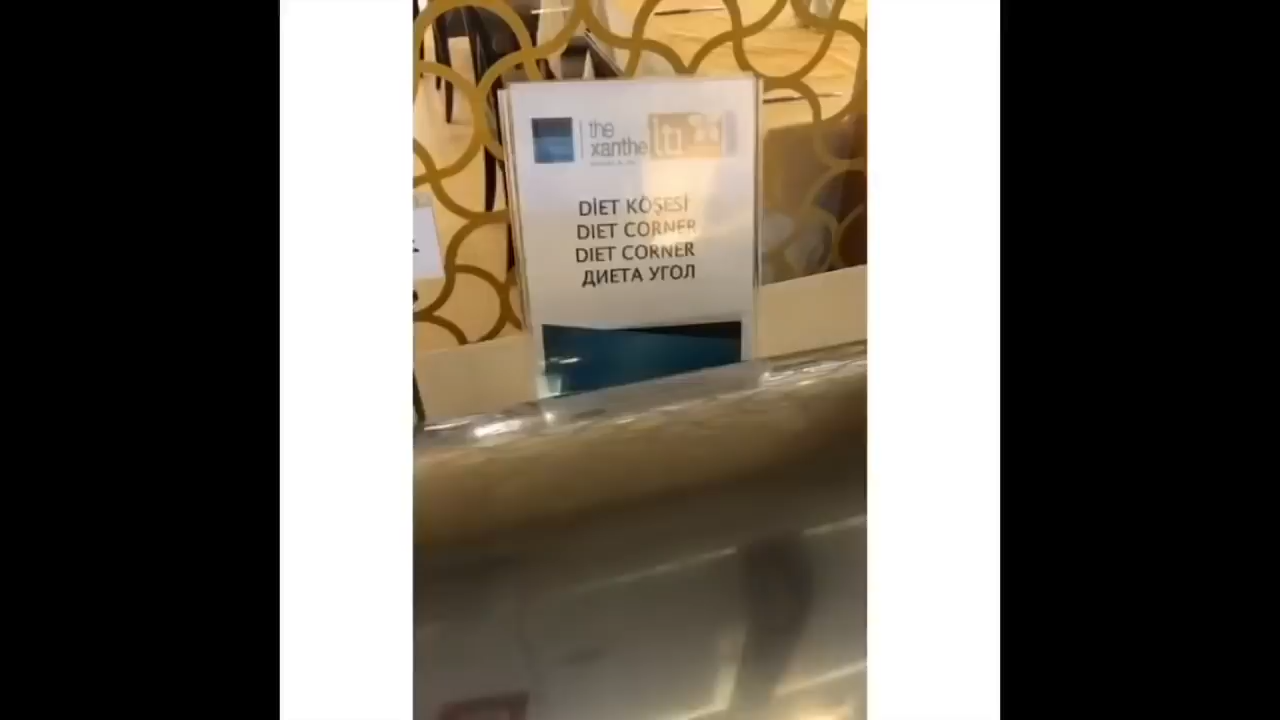 the
xanthe
DİET KÖŞESİ
DIET CORNER
DIET CORNER
ДИЕТА УГОЛ